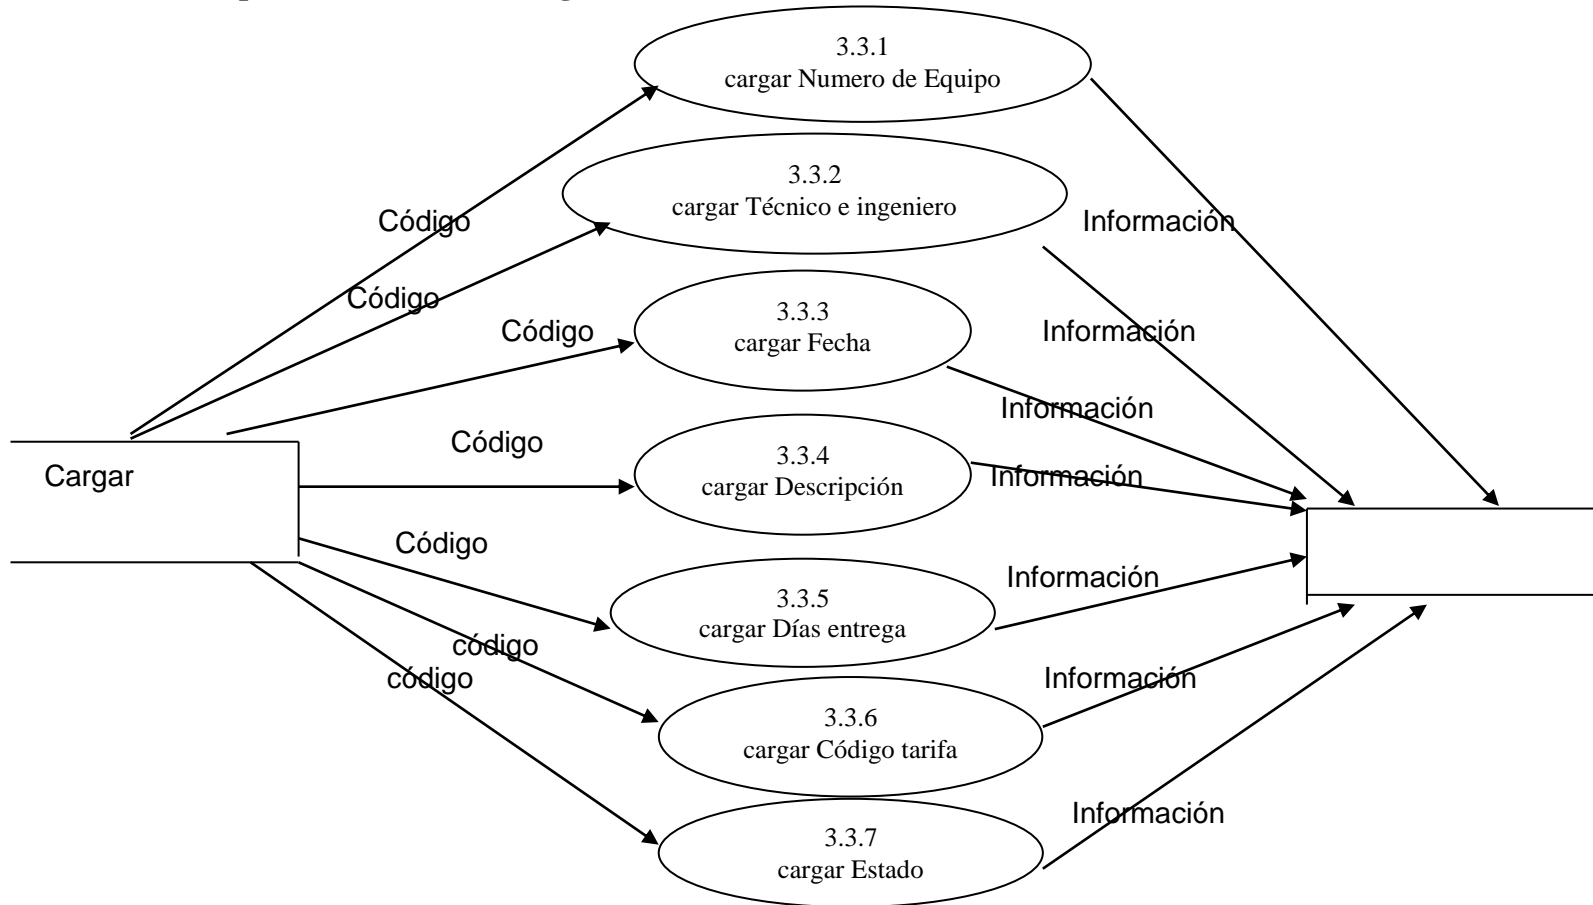 3.3.1
cargar Numero de Equipo
3.3.2
cargar Técnico e ingeniero
Código
Información
Código
3.3.3
cargar Fecha
Código
Información
Información
Código
3.3.4
cargar Descripción
Cargar
Información
Código
3.3.5
cargar Días entrega
Información
código
código
3.3.6
cargar Código tarifa
Información
3.3.7
cargar Estado
Información